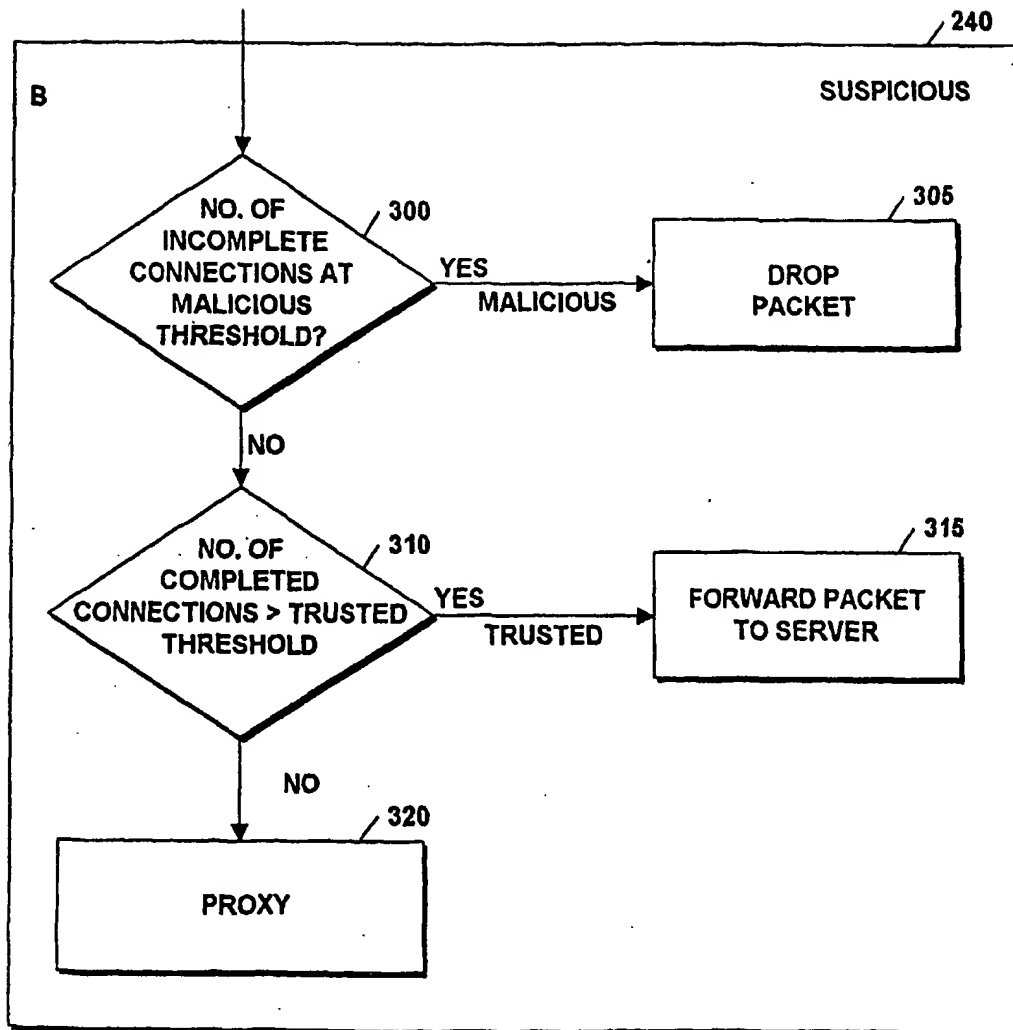 240
B
SUSPICIOUS
NO. OF
INCOMPLETE
CONNECTIONS AT
MALICIOUS
THRESHOLD?
300
YES
MALICIOUS
305
DROP
PACKET
NO
NO. OF
COMPLETED
CONNECTIONS > TRUSTED
THRESHOLD
310
YES
TRUSTED
315
FORWARD PACKET
TO SERVER
NO
320
PROXY